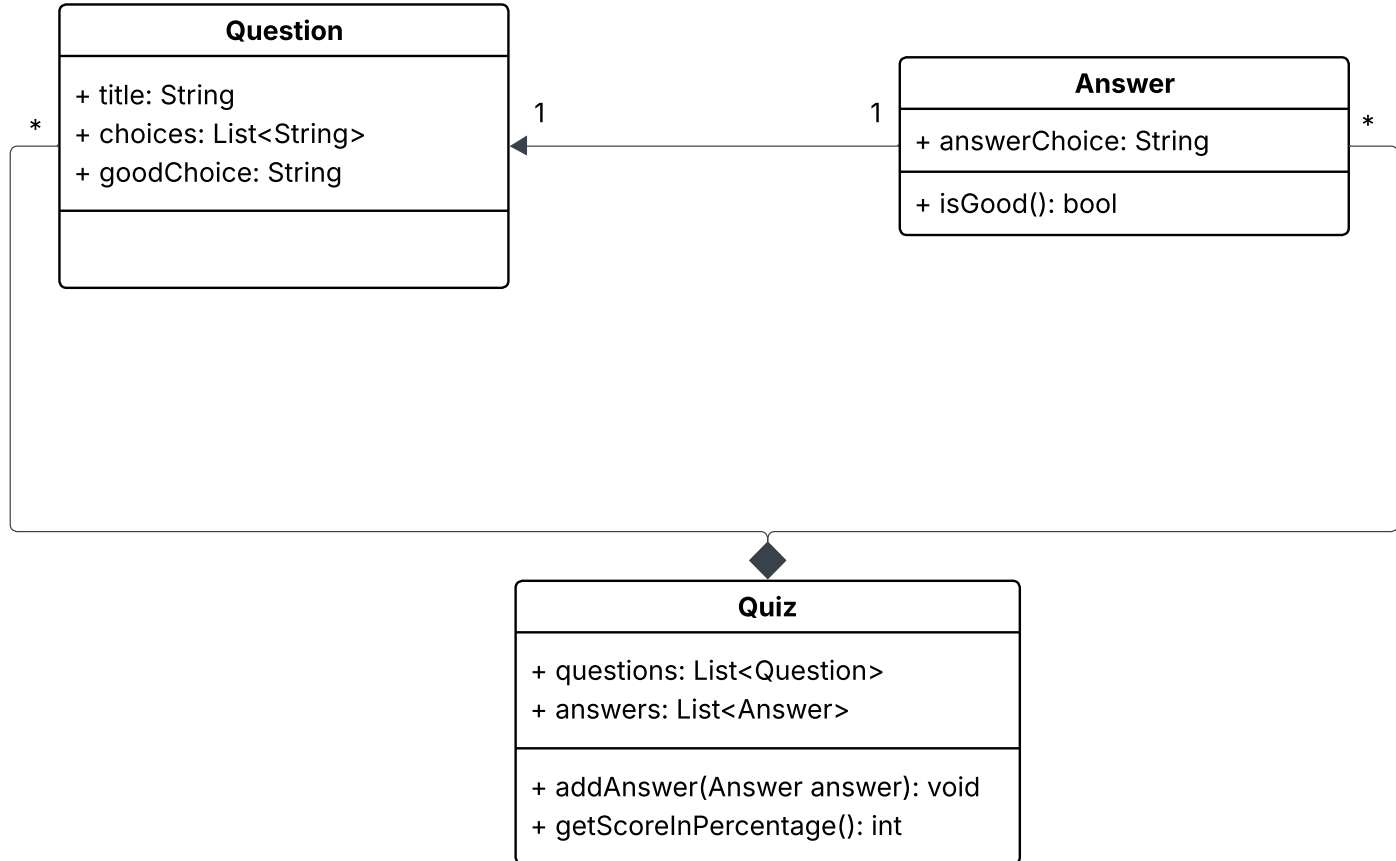 Question
+ title: String
+ choices: List<String>
+ goodChoice: String
*
1
1
Answer
+ answerChoice: String
+ isGood(): bool
*
Quiz
+ questions: List<Question>
+ answers: List<Answer>
+ addAnswer(Answer answer): void
+ getScoreInPercentage(): int